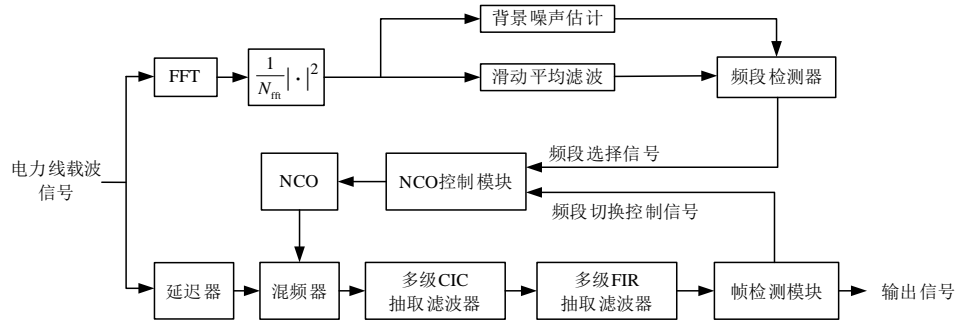 背景噪声估计
FFT
1/N_fft |·|²
滑动平均滤波
频段检测器
电力线载波
信号
频段选择信号
NCO
NCO控制模块
频段切换控制信号
延迟器
混频器
多级CIC
抽取滤波器
多级FIR
抽取滤波器
帧检测模块
输出信号